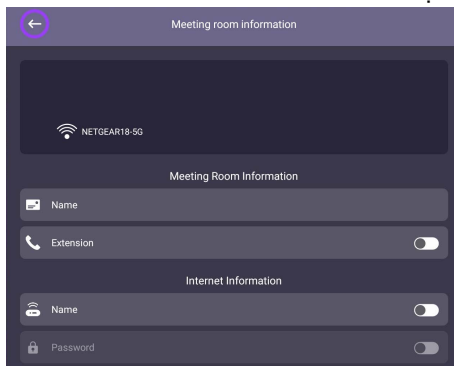 Meeting room information
NETGEAR18-5G
Meeting Room Information
Name
Extension
Internet Information
Name
Password